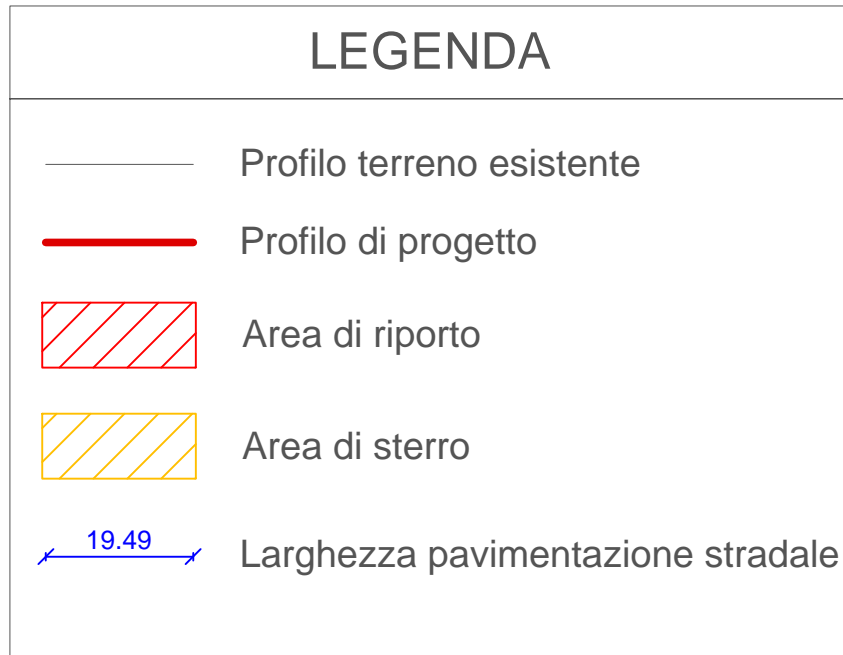 LEGENDA
Profilo terreno esistente
Profilo di progetto
Area di riporto
Area di sterro
19.49
Larghezza pavimentazione stradale